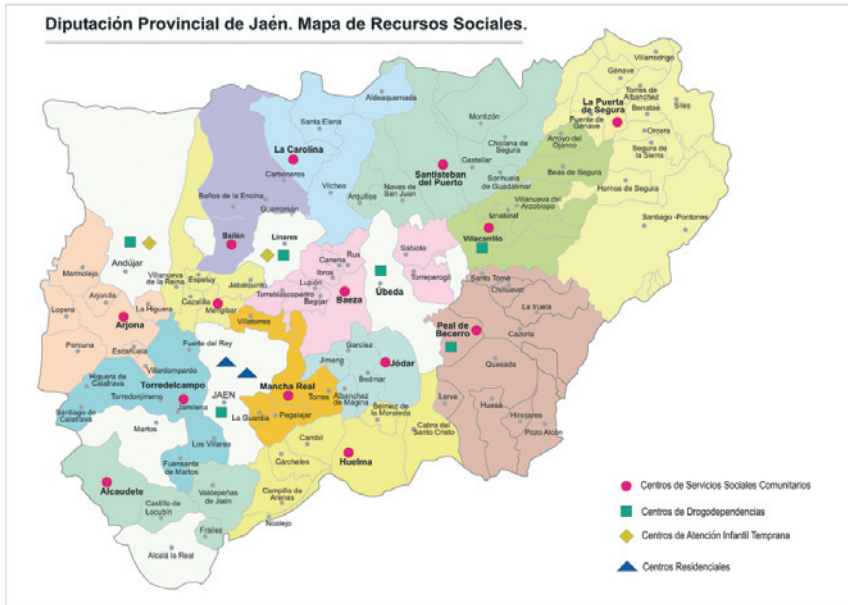 Diputación Provincial de Jaén. Mapa de Recursos Sociales.
Villarrodrigo
Génave
Torres de
Albanchez
La Puerta
de Segura
Benatae
Siles
Puente de
Génave
Orcera
Segura de
la Sierra
Arroyo del
Ojanco
Beas de Segura
Hornos de Segura
Santiago -Pontones
Aldeaquemada
Montizón
Santa Elena
La Carolina
Chiclana de
Segura
Castellar
Santisteban
del Puerto
Sorihuela
de Guadalimar
Carboneros
Vilches
Arquillos
Navas de
San Juan
Baños de la Encina
Guarromán
Villanueva del
Arzobispo
Iznatoraf
Villacarrillo
Bailén
Linares
Andújar
Sabiote
Canena
Rus
Ibros
Torreperogil
Úbeda
Marmolejo
Villanueva
de la Reina
Espeluy
Jabalquinto
Lupión
Torreblascopedro
Begíjar
Baeza
Santo Tomé
Chilluevar
Arjonilla
Cazalilla
Mengíbar
La Iruela
Lopera
La Higuera
Arjona
Villatorres
Peal de
Becerro
Cazorla
Porcuna
Escañuela
Fuerte del Rey
Garcíez
Jódar
Villardompardo
Jimena
Quesada
Higuera de
Calatrava
Torredelcampo
Bedmar
Torredonjimeno
JAEN
Mancha Real
Torres
Albanchez
de Magina
Larva
Huesa
Santiago de
Calatrava
Jamilena
La Guardia
Pegalajar
Bélmez de
la Moraleda
Hinojares
Martos
Cabra del
Santo Cristo
Pozo Alcón
Los Villares
Cambil
Huelma
Fuensanta
de Martos
Cárcheles
Alcaudete
Valdepeñas
de Jaén
Campillo de
Arenas
Castillo de
Locubín
Noalejo
Frailes
Alcalá la Real
Centros de Servicios Sociales Comunitarios
Centros de Drogodependencias
Centros de Atención Infantil Temprana
Centros Residenciales